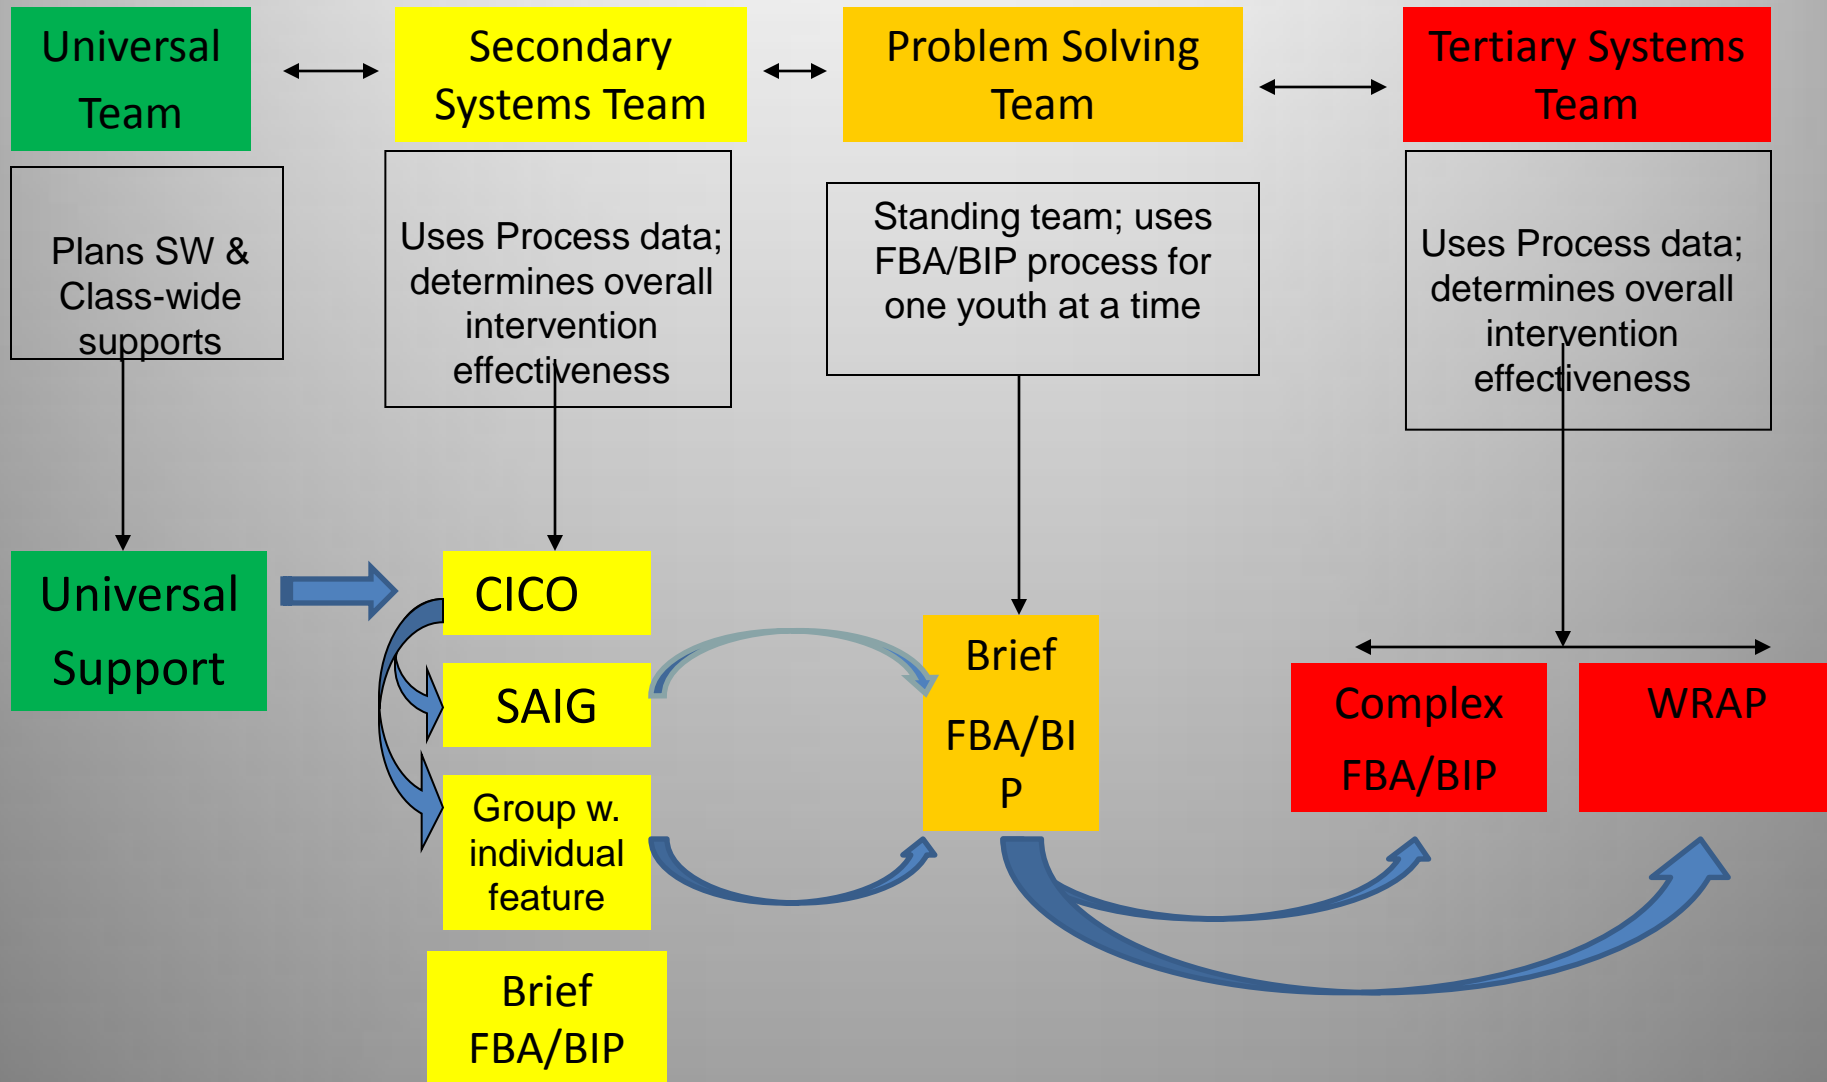 Universal
Team
Secondary
Systems Team
Problem Solving
Team
Tertiary Systems
Team
Plans SW &
Class-wide
supports
Uses Process data;
determines overall
intervention
effectiveness
Standing team; uses
FBA/BIP process for
one youth at a time
Uses Process data;
determines overall
intervention
effectiveness
Universal
Support
CICO
SAIG
Group w.
individual
feature
Brief
FBA/BIP
Brief
FBA/BI
P
Complex
FBA/BIP
WRAP